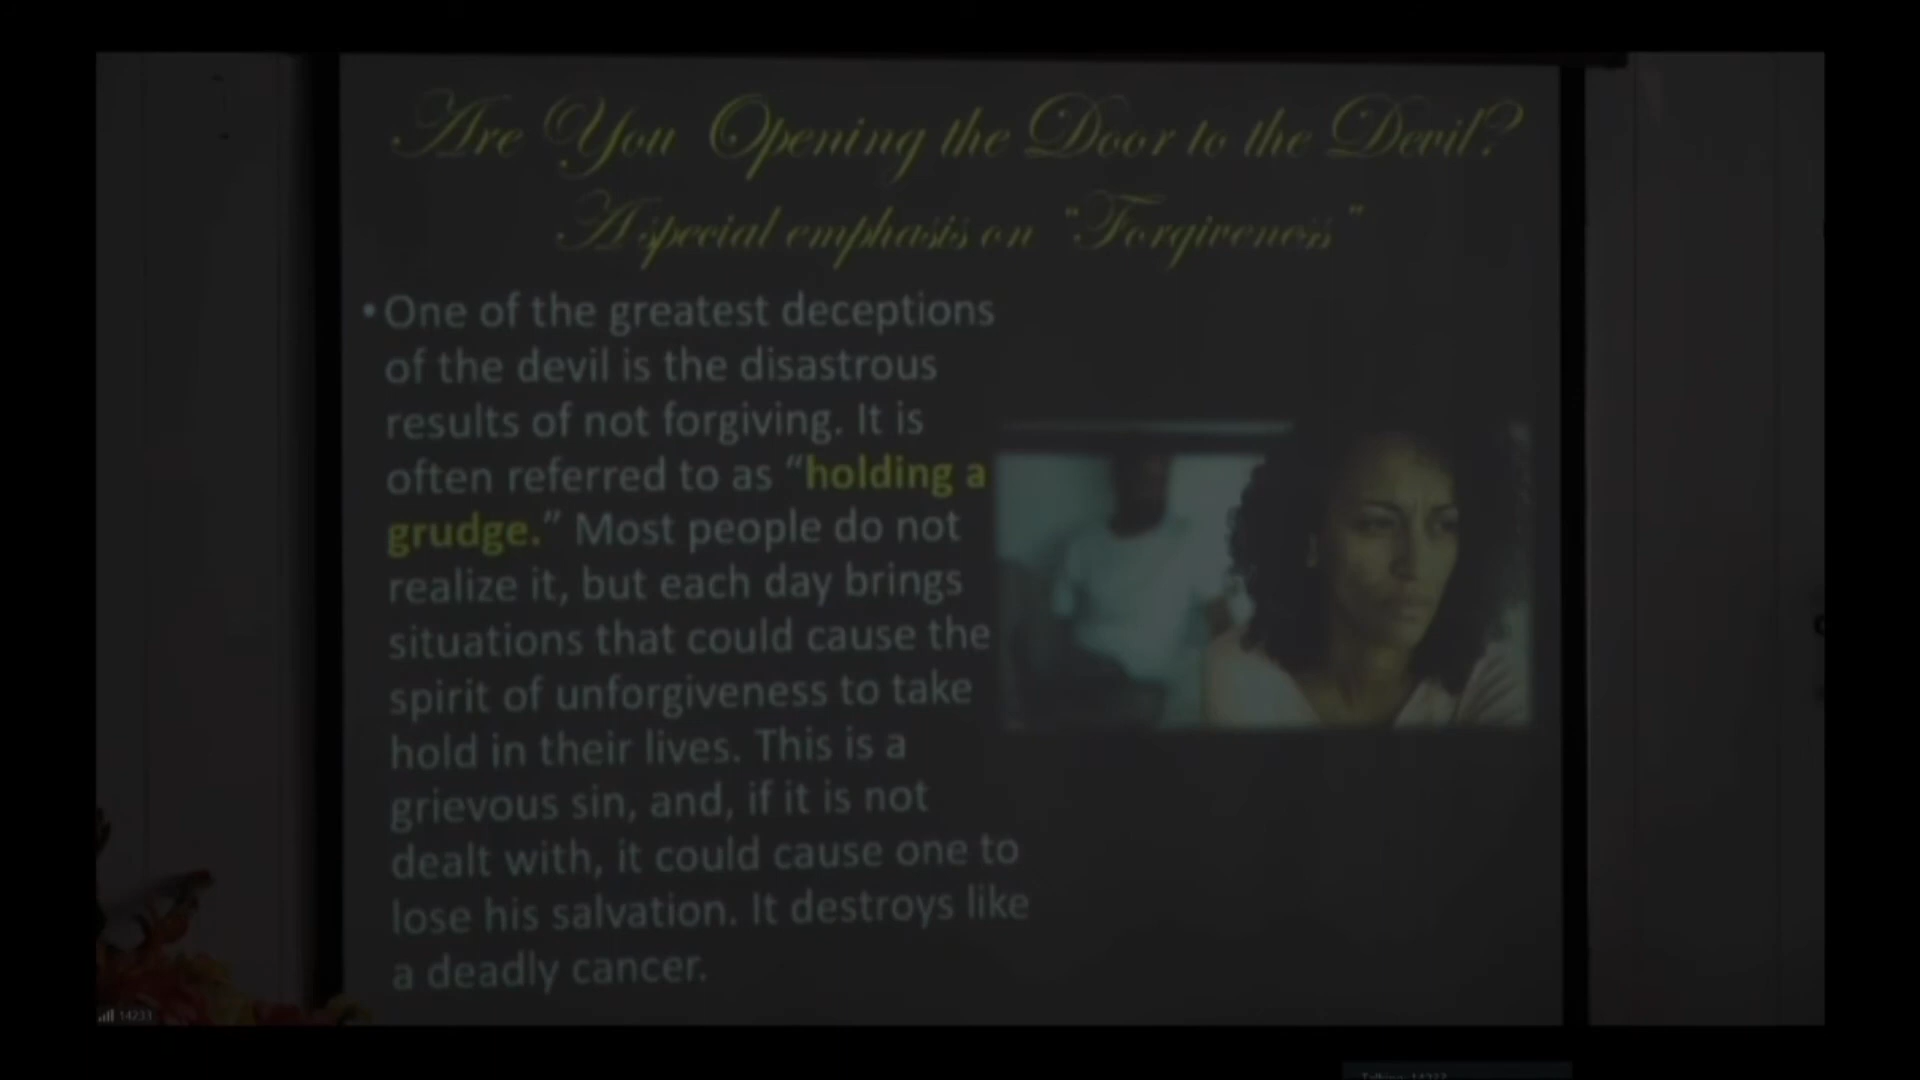 Are You Opening the Door to the Devil?
A special emphasis on "Forgiveness"
• One of the greatest deceptions
of the devil is the disastrous
results of not forgiving. It is
often referred to as “holding a
grudge.” Most people do not
realize it, but each day brings
situations that could cause the
spirit of unforgiveness to take
hold in their lives. This is a
grievous sin, and, if it is not
dealt with, it could cause one to
lose his salvation. It destroys like
a deadly cancer.
14233
Talking: 14233